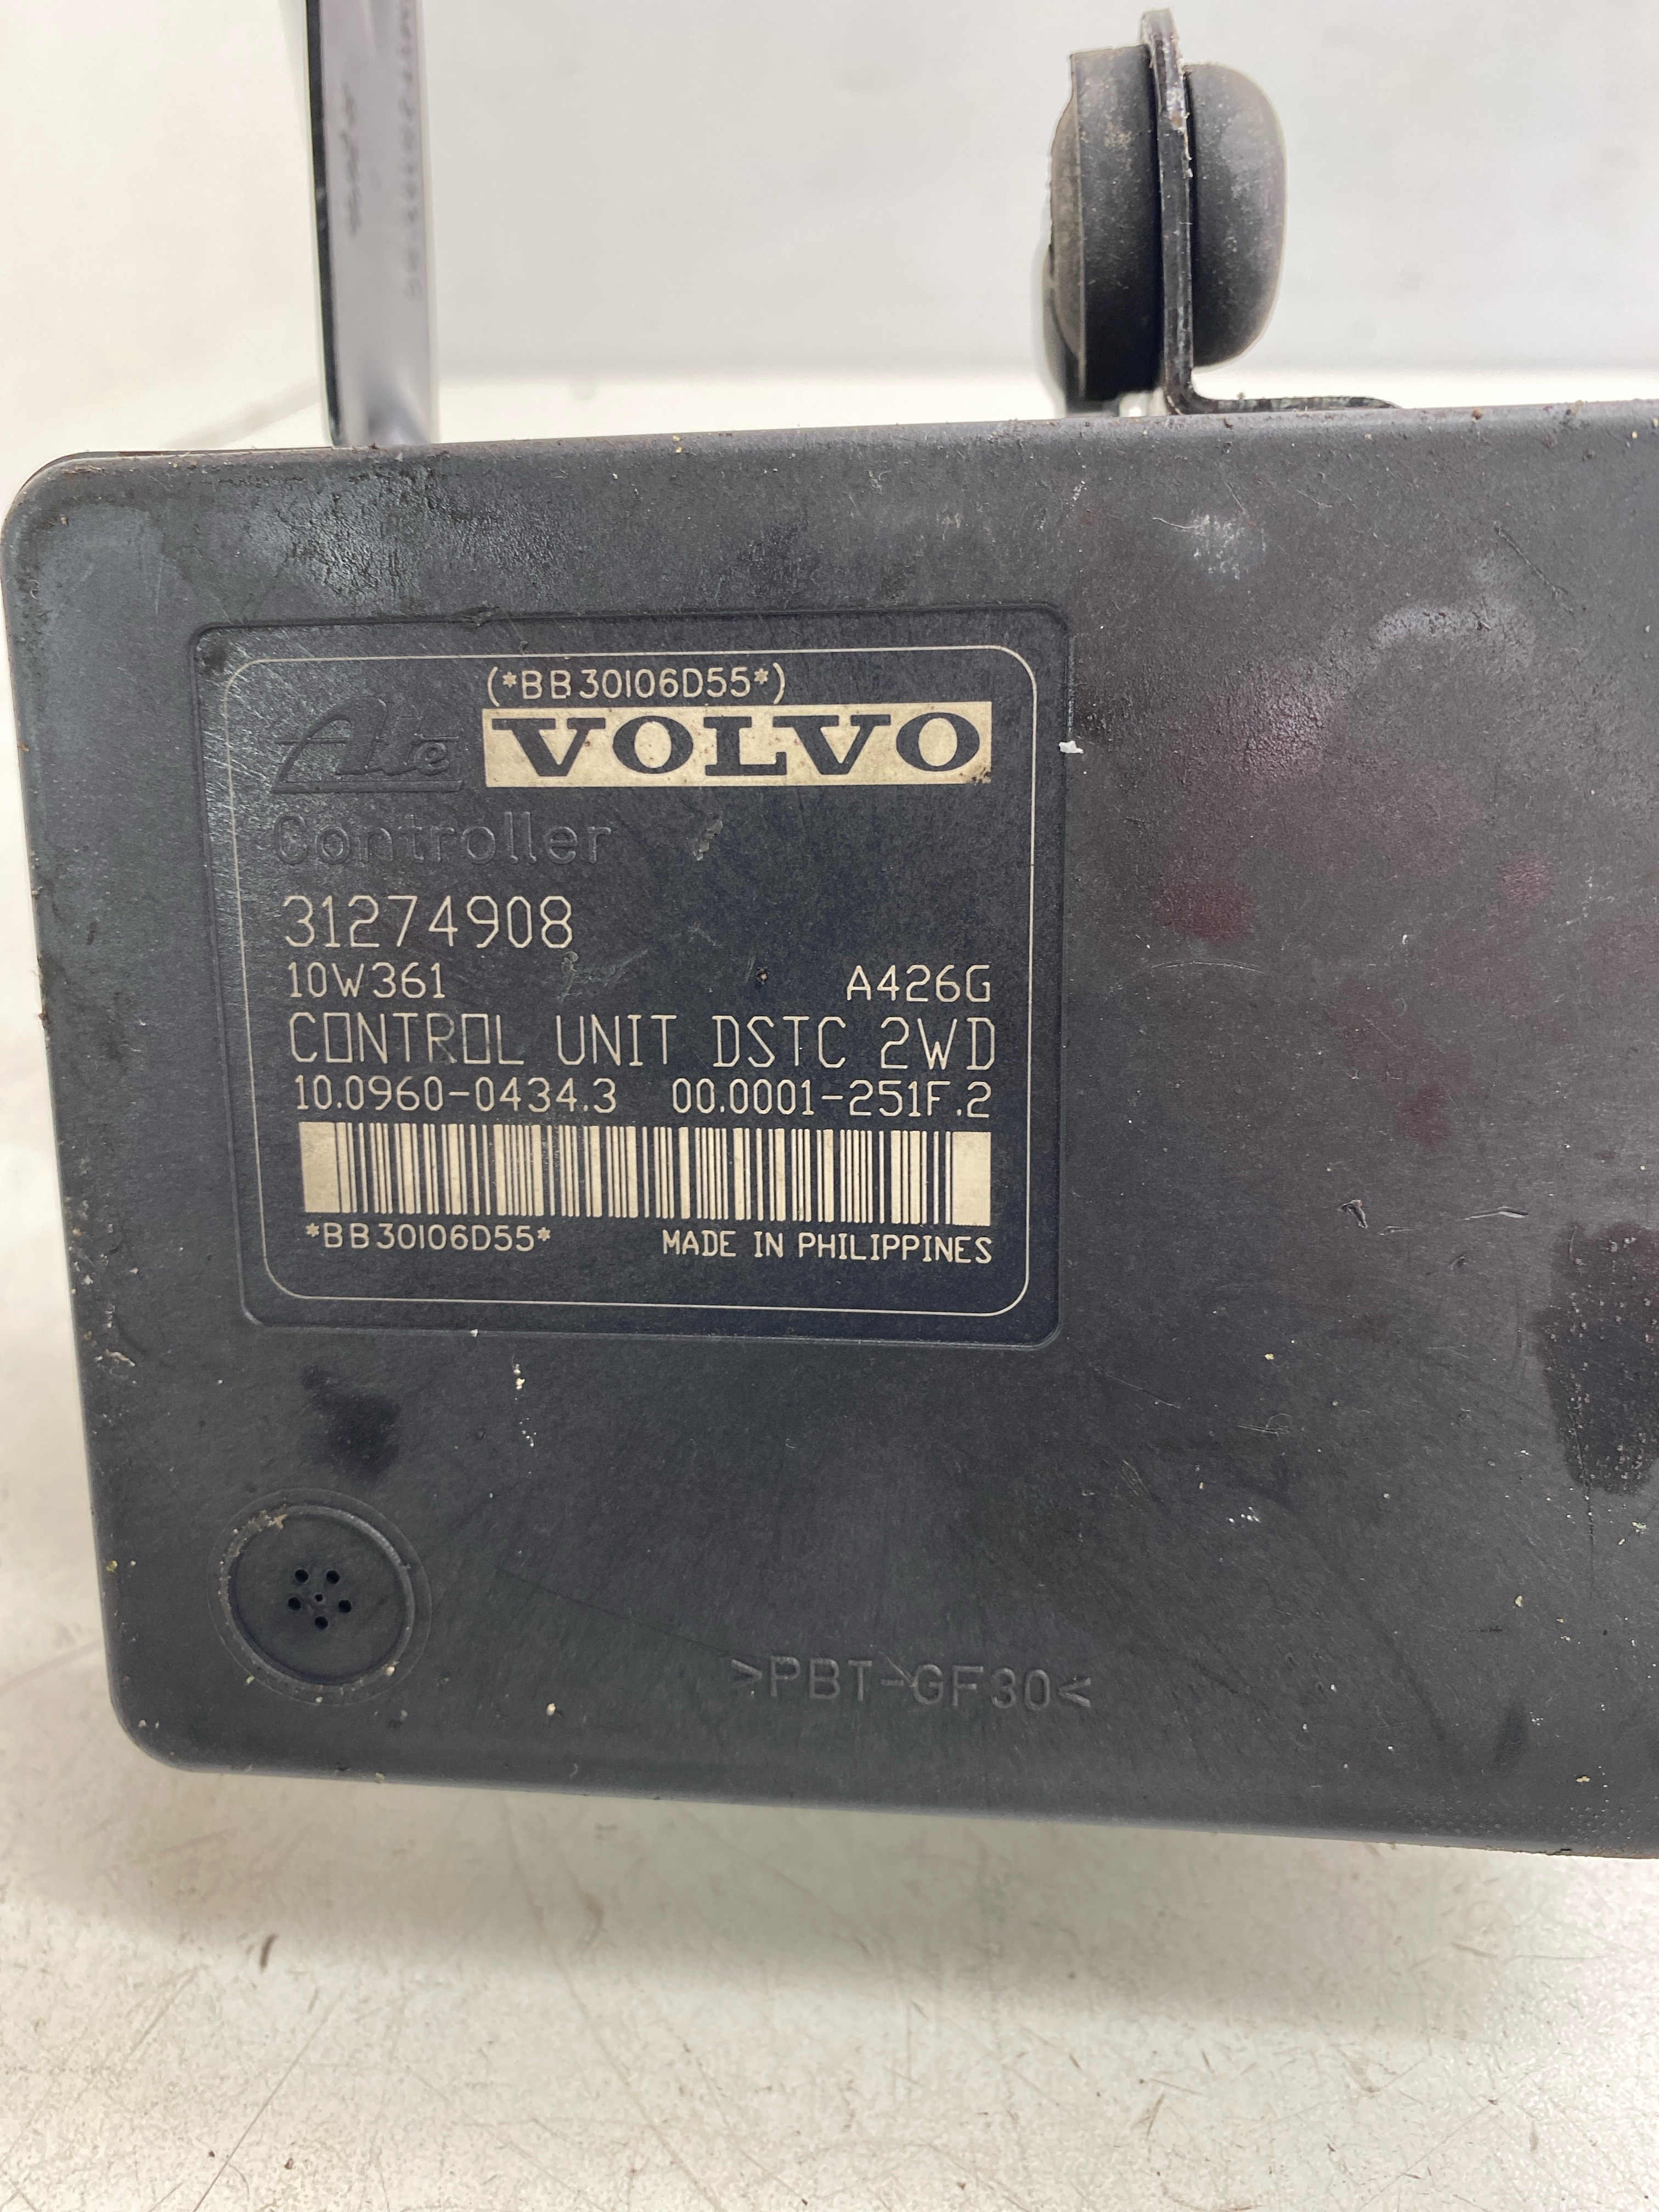 (*BB30106D55*)
Ate VOLVO
Controller
31274908
10W361 A426G
CONTROL UNIT DSTC 2WD
10.0960-0434.3 00.0001-251F.2
*BB30106D55* MADE IN PHILIPPINES
>PBT-GF30<